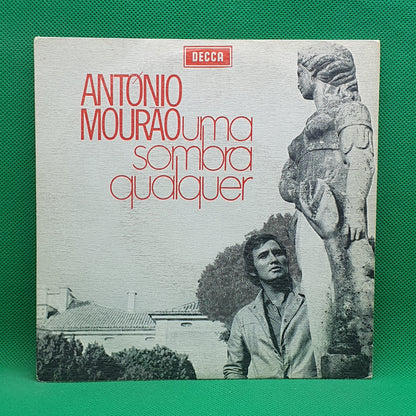 DECCA
ANTÓNIO
MOURÃO uma
sombra
qualquer